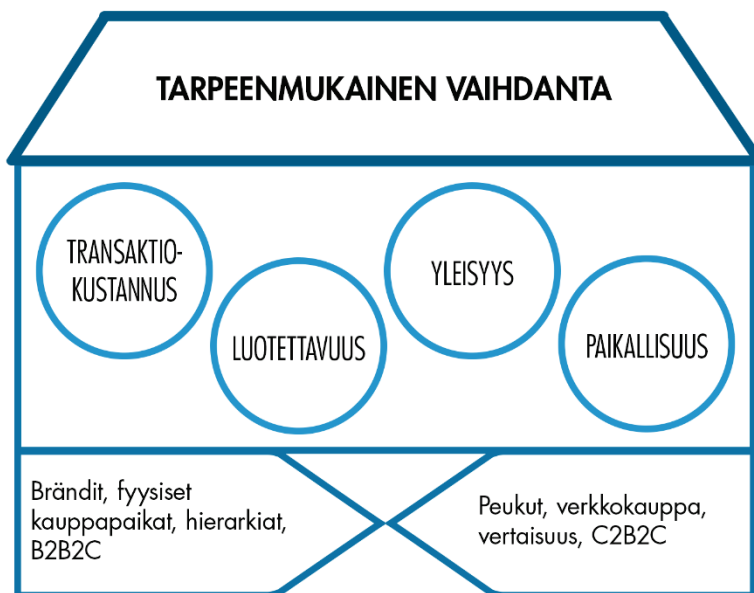 TARPEENMUKAINEN VAIHDANTA
TRANSAKTIO-
KUSTANNUS
LUOTETTAVUUS
YLEISYYS
PAIKALLISUUS
Brändit, fyysiset
kauppapaikat, hierarkiat,
B2B2C
Peukut, verkkokauppa,
vertaisuus, C2B2C